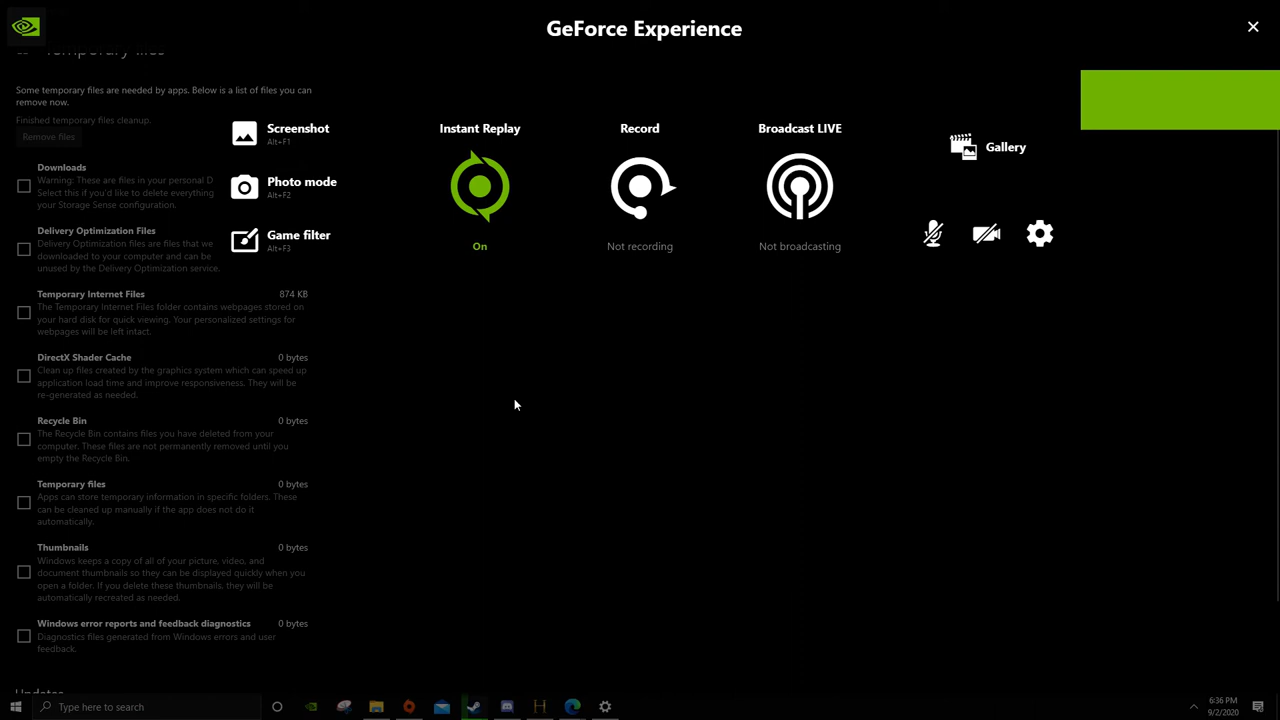 GeForce Experience
Temporary files
Some temporary files are needed by apps. Below is a list of files you can
remove now.
Finished temporary files cleanup.
Remove files
Downloads
Warning: These are files in your personal D
Select this if you'd like to delete everything
your Storage Sense configuration.
Delivery Optimization Files
Delivery Optimization files are files that we
downloaded to your computer and can be
unused by the Delivery Optimization service.
Temporary Internet Files 874 KB
The Temporary Internet Files folder contains webpages stored on
your hard disk for quick viewing. Your personalized settings for
webpages will be left intact.
DirectX Shader Cache 0 bytes
Clean up files created by the graphics system which can speed up
application load time and improve responsiveness. They will be
re-generated as needed.
Recycle Bin 0 bytes
The Recycle Bin contains files you have deleted from your
computer. These files are not permanently removed until you
empty the Recycle Bin.
Temporary files 0 bytes
Apps can store temporary information in specific folders. These
can be cleaned up manually if the app does not do it
automatically.
Thumbnails 0 bytes
Windows keeps a copy of all of your picture, video, and
document thumbnails so they can be displayed quickly when you
open a folder. If you delete these thumbnails, they will be
automatically recreated as needed.
Windows error reports and feedback diagnostics 0 bytes
Diagnostics files generated from Windows errors and user
feedback.
Updates
Screenshot
Alt+F1
Photo mode
Alt+F2
Game filter
Alt+F3
Instant Replay
On
Record
Not recording
Broadcast LIVE
Not broadcasting
Gallery
Type here to search
6:36 PM
9/2/2020